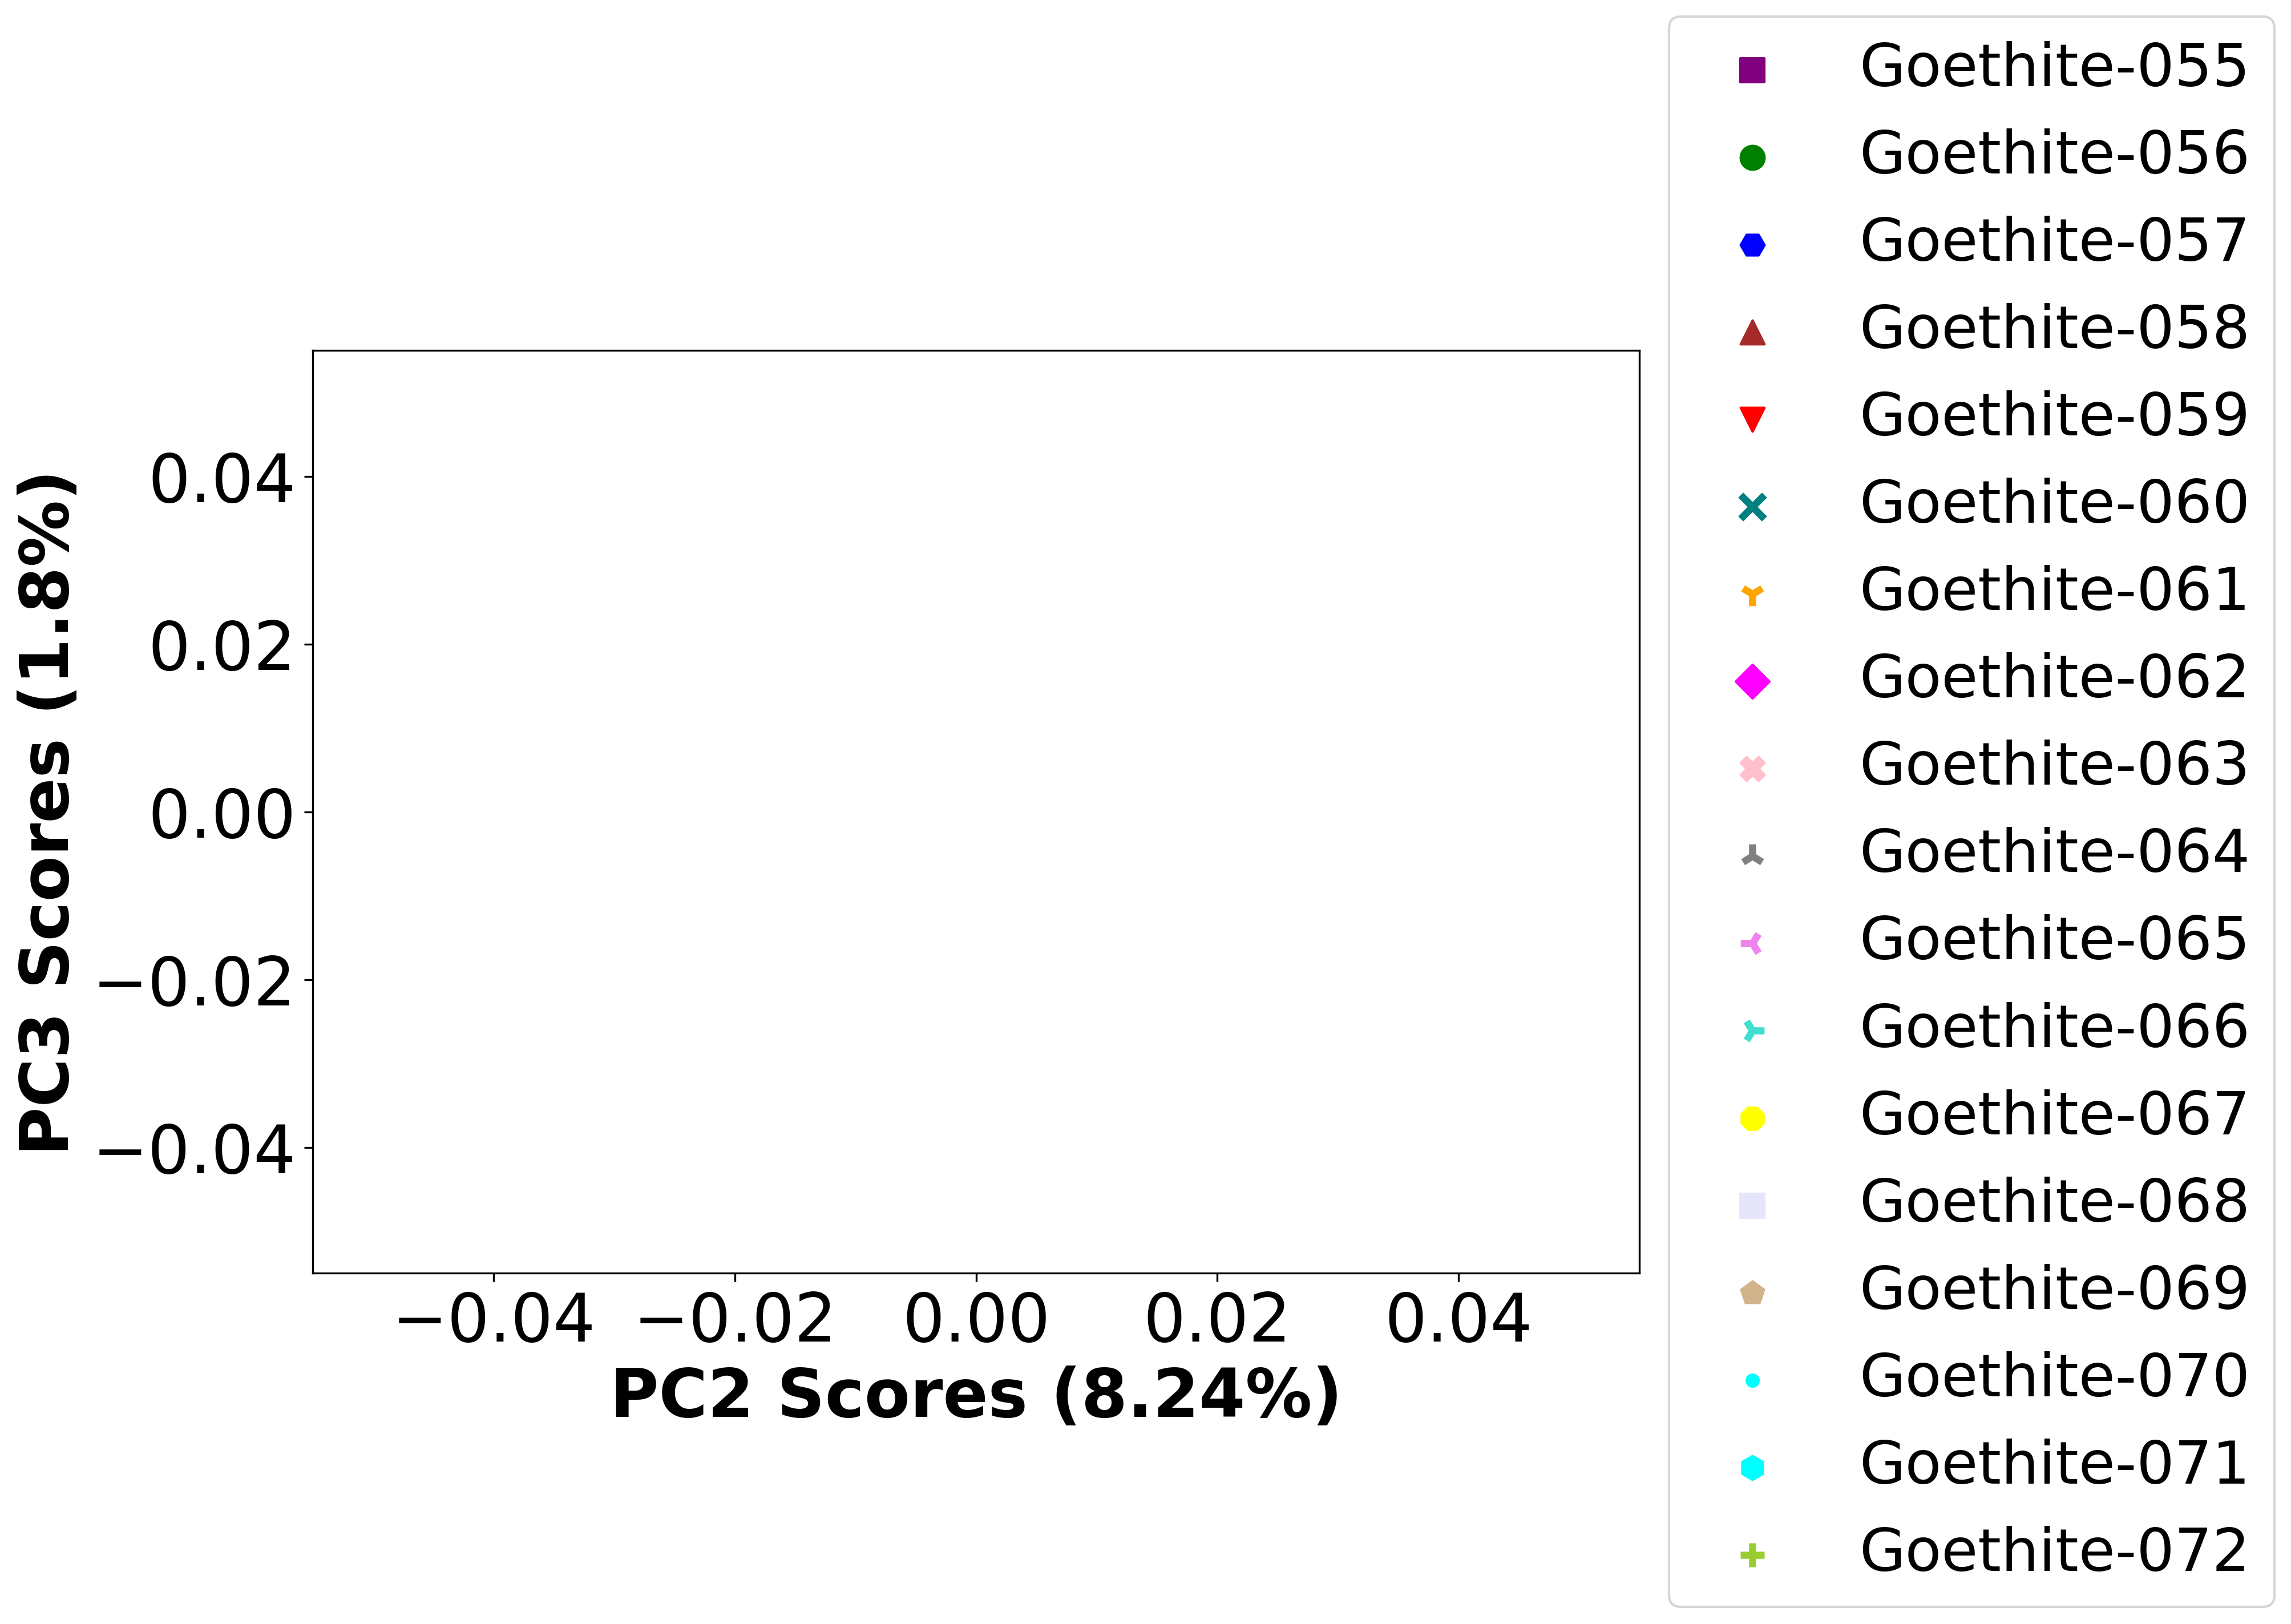 PC3 Scores (1.8%)
0.04
0.02
0.00
−0.02
−0.04
−0.04
−0.02
0.00
0.02
0.04
PC2 Scores (8.24%)
Goethite-055
Goethite-056
Goethite-057
Goethite-058
Goethite-059
Goethite-060
Goethite-061
Goethite-062
Goethite-063
Goethite-064
Goethite-065
Goethite-066
Goethite-067
Goethite-068
Goethite-069
Goethite-070
Goethite-071
Goethite-072